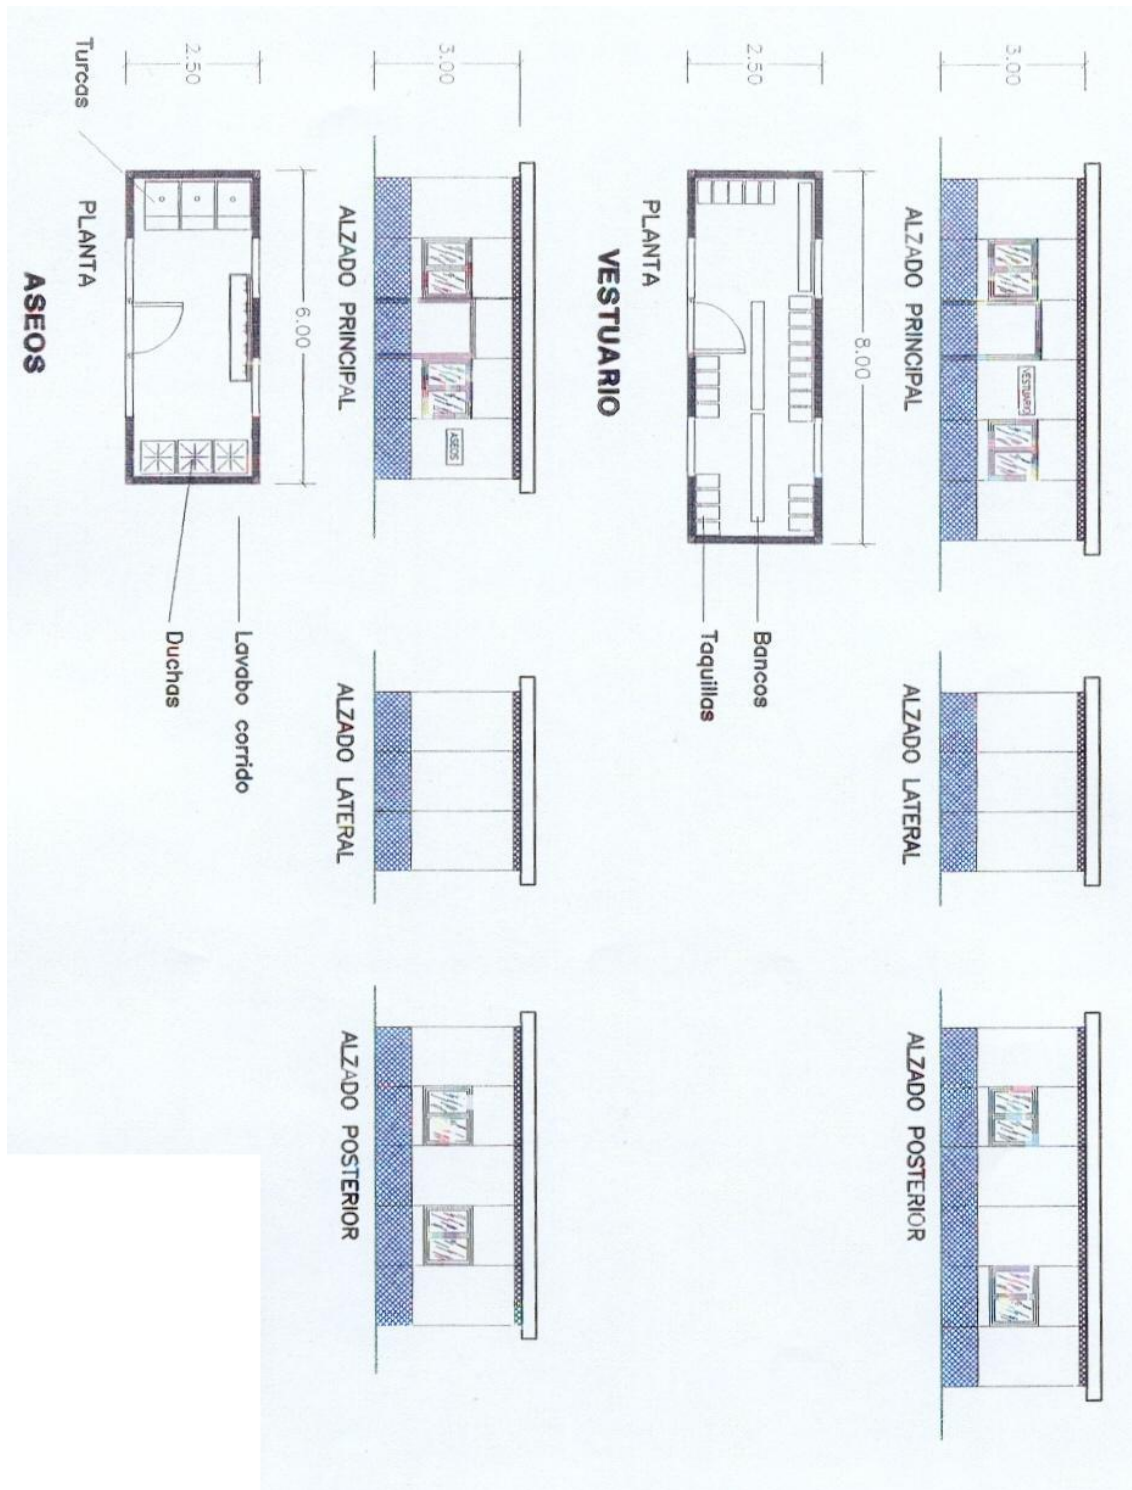 3.00
VESTUARIO
ALZADO PRINCIPAL
ALZADO LATERAL
ALZADO POSTERIOR
8.00
2.50
Bancos
Taquillas
PLANTA
VESTUARIO
3.00
ASEOS
ALZADO PRINCIPAL
ALZADO LATERAL
ALZADO POSTERIOR
6.00
Lavabo corrido
2.50
Duchas
Turcas
PLANTA
ASEOS